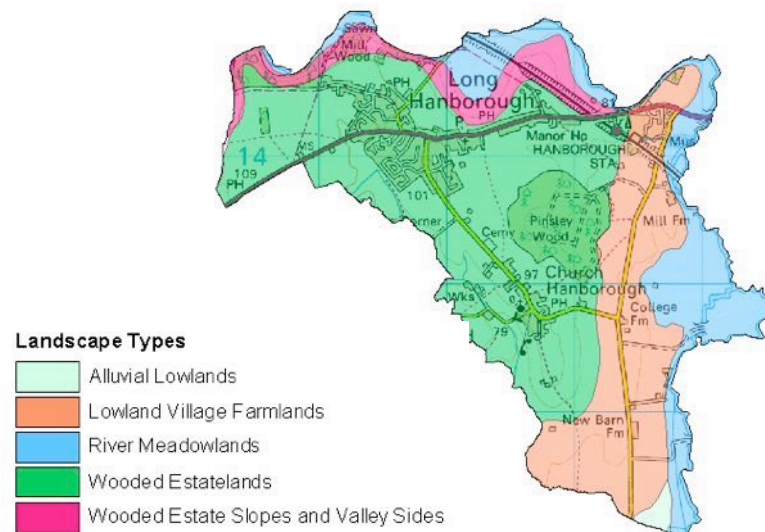 Sawn
Mill
Wood
Long
Hanborough
PH
PH
81
P
Manor Ho
HANBOROUGH
STA
Mus
14
109
PH
MS
101
Corner
Pinsley
Wood
Mill Fm
Cemy
Church
Hanborough
97
PH
Wks
79
College
Fm
New Barn
Fm
Landscape Types
Alluvial Lowlands
Lowland Village Farmlands
River Meadowlands
Wooded Estatelands
Wooded Estate Slopes and Valley Sides